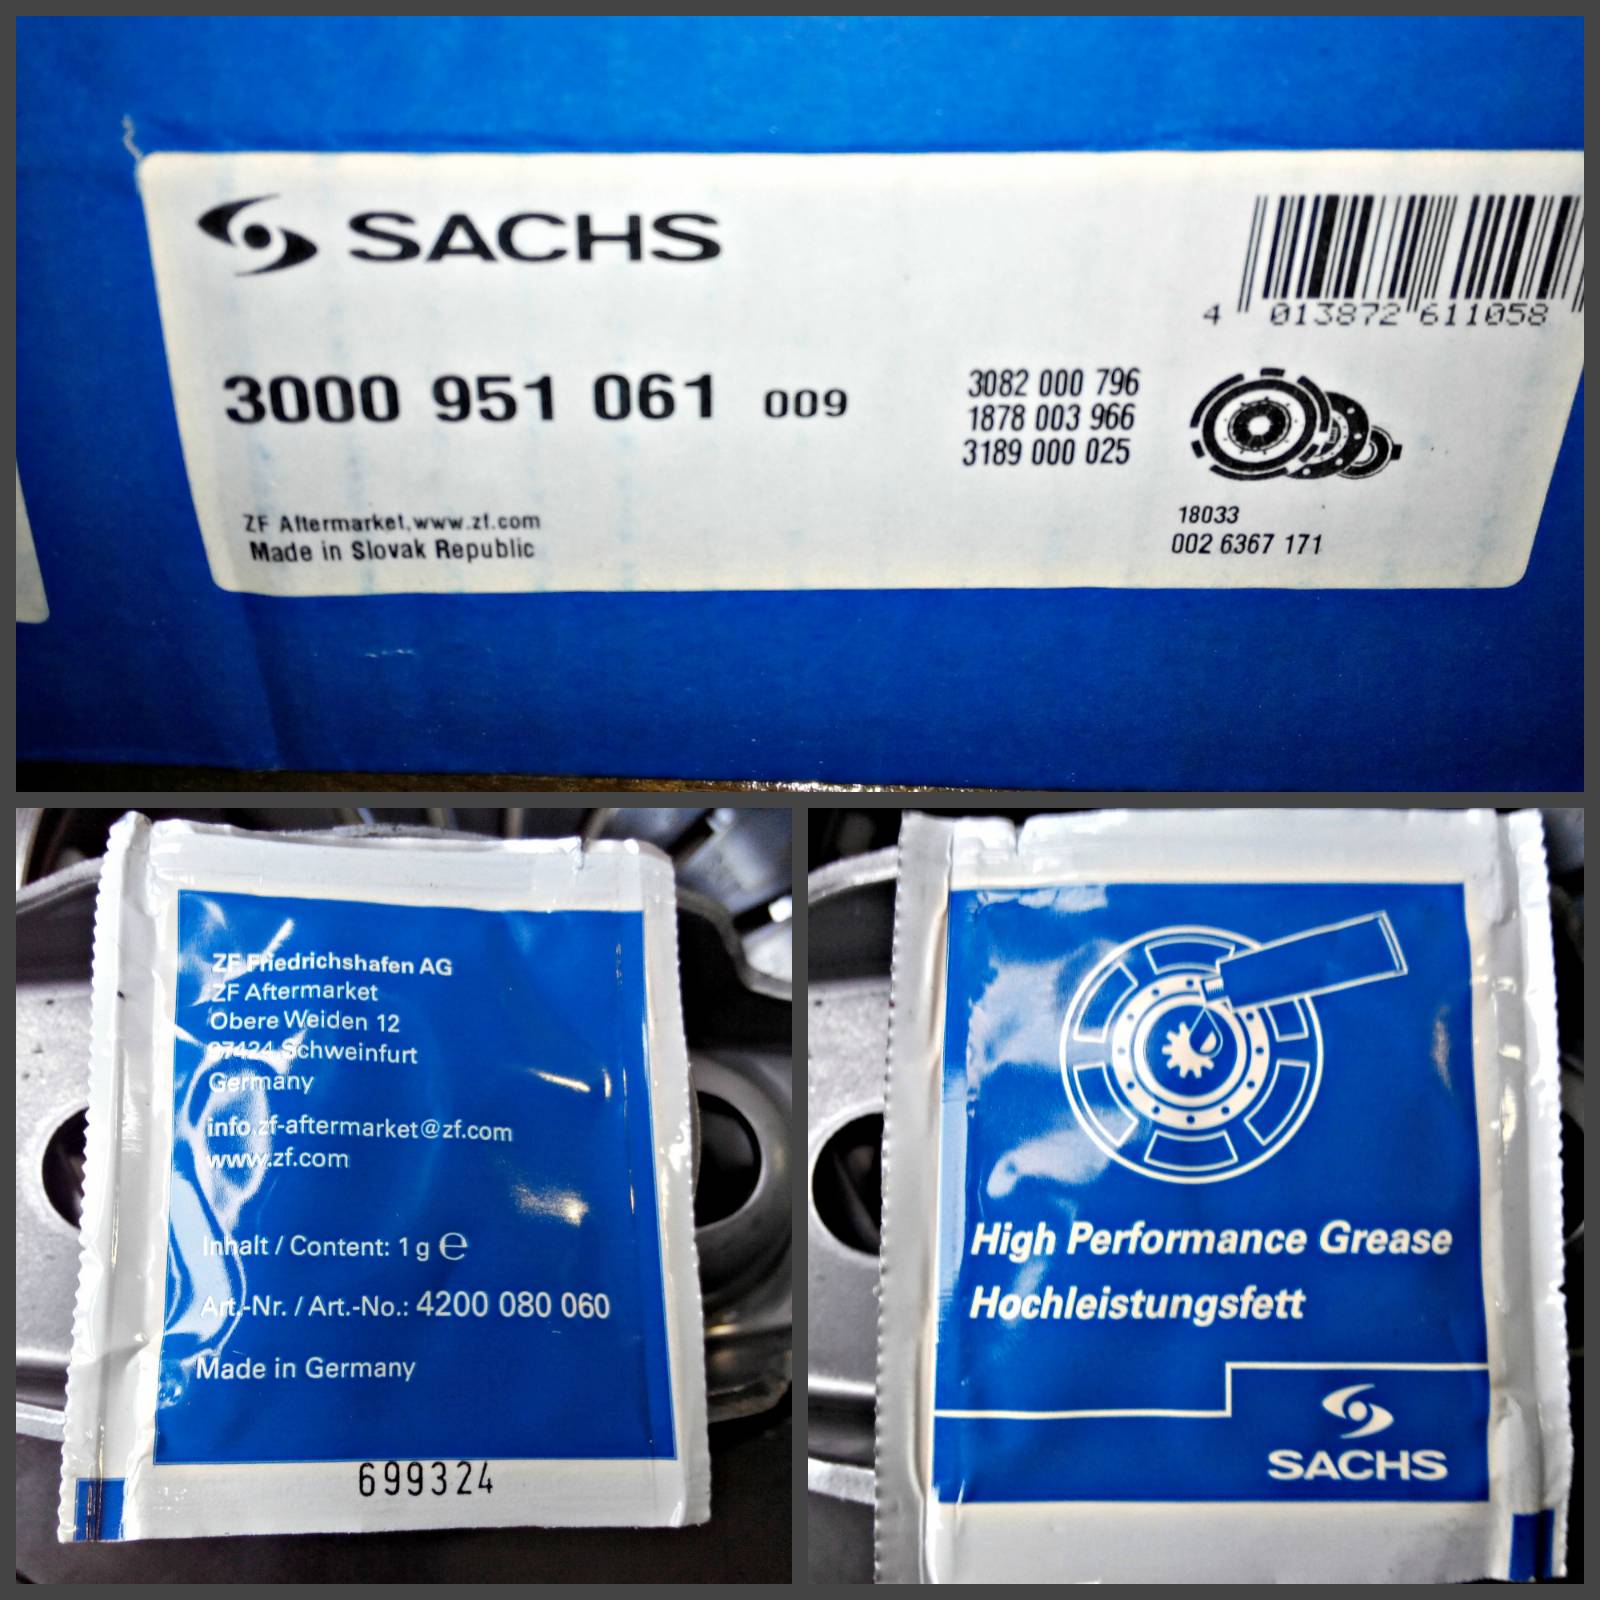 SACHS
4 013872 611058
3000 951 061 009
3082 000 796
1878 003 966
3189 000 025
18033
002 6367 171
ZF Aftermarket, www.zf.com
Made in Slovak Republic
ZF Friedrichshafen AG
ZF Aftermarket
Obere Weiden 12
97424 Schweinfurt
Germany
info.zf-aftermarket@zf.com
www.zf.com
Inhalt / Content: 1 g ℮
Art.-Nr. / Art.-No.: 4200 080 060
Made in Germany
699324
High Performance Grease
Hochleistungsfett
SACHS